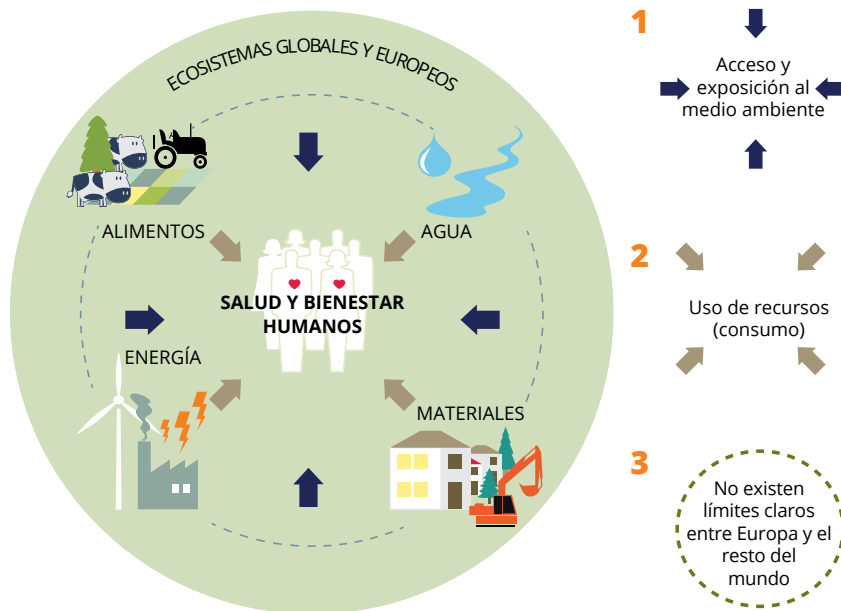 ECOSISTEMAS GLOBALES Y EUROPEOS
ALIMENTOS
AGUA
SALUD Y BIENESTAR
HUMANOS
ENERGÍA
MATERIALES
1
Acceso y
exposición al
medio ambiente
2
Uso de recursos
(consumo)
3
No existen
límites claros
entre Europa y el
resto del
mundo